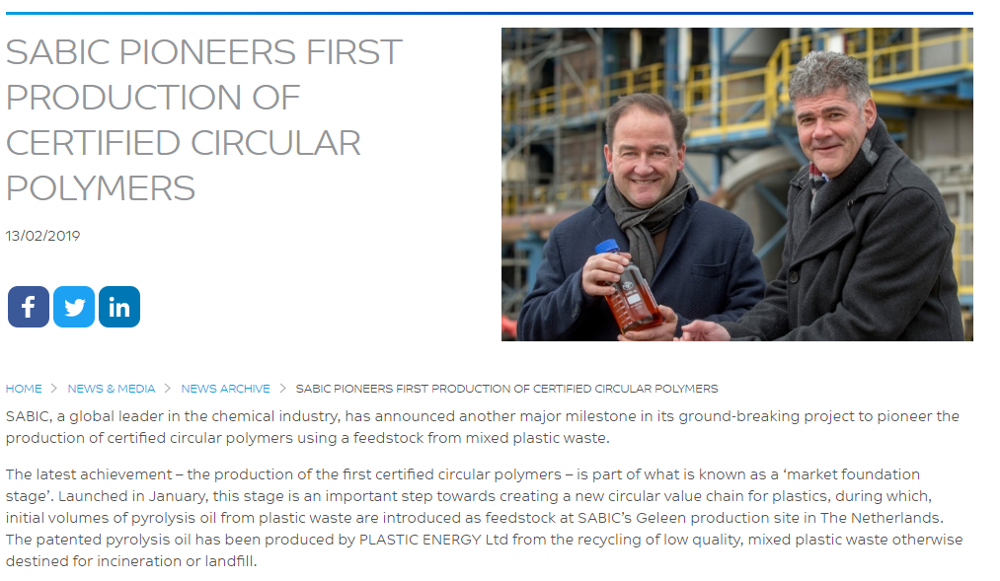 SABIC PIONEERS FIRST
PRODUCTION OF
CERTIFIED CIRCULAR
POLYMERS
13/02/2019
HOME > NEWS & MEDIA > NEWS ARCHIVE > SABIC PIONEERS FIRST PRODUCTION OF CERTIFIED CIRCULAR POLYMERS
SABIC, a global leader in the chemical industry, has announced another major milestone in its ground-breaking project to pioneer the
production of certified circular polymers using a feedstock from mixed plastic waste.
The latest achievement – the production of the first certified circular polymers – is part of what is known as a ‘market foundation
stage’. Launched in January, this stage is an important step towards creating a new circular value chain for plastics, during which,
initial volumes of pyrolysis oil from plastic waste are introduced as feedstock at SABIC’s Geleen production site in The Netherlands.
The patented pyrolysis oil has been produced by PLASTIC ENERGY Ltd from the recycling of low quality, mixed plastic waste otherwise
destined for incineration or landfill.